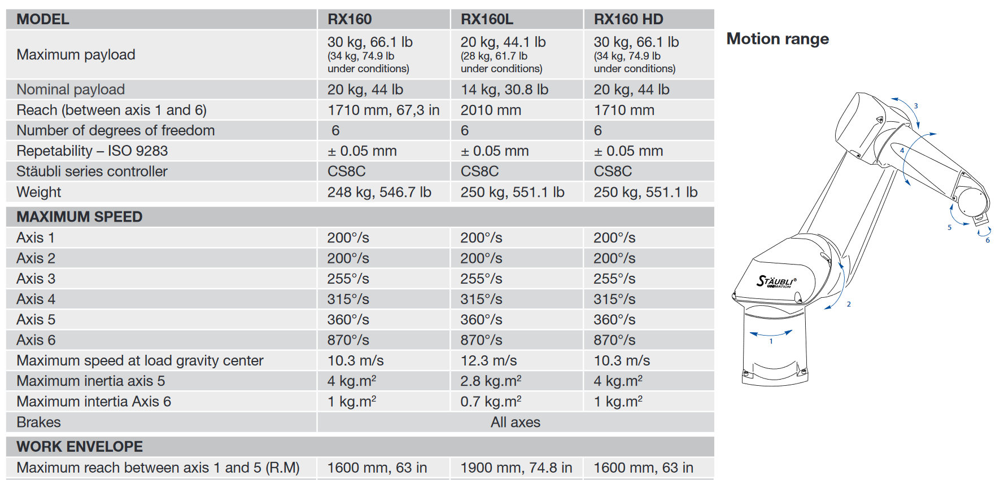 MODEL RX160 RX160L RX160 HD
Maximum payload 30 kg, 66.1 lb 20 kg, 44.1 lb 30 kg, 66.1 lb
(34 kg, 74.9 lb (28 kg, 61.7 lb (34 kg, 74.9 lb
under conditions) under conditions) under conditions)
Nominal payload 20 kg, 44 lb 14 kg, 30.8 lb 20 kg, 44 lb
Reach (between axis 1 and 6) 1710 mm, 67,3 in 2010 mm 1710 mm
Number of degrees of freedom 6 6 6
Repetability – ISO 9283 ± 0.05 mm ± 0.05 mm ± 0.05 mm
Stäubli series controller CS8C CS8C CS8C
Weight 248 kg, 546.7 lb 250 kg, 551.1 lb 250 kg, 551.1 lb
MAXIMUM SPEED
Axis 1 200°/s 200°/s 200°/s
Axis 2 200°/s 200°/s 200°/s
Axis 3 255°/s 255°/s 255°/s
Axis 4 315°/s 315°/s 315°/s
Axis 5 360°/s 360°/s 360°/s
Axis 6 870°/s 870°/s 870°/s
Maximum speed at load gravity center 10.3 m/s 12.3 m/s 10.3 m/s
Maximum inertia axis 5 4 kg.m² 2.8 kg.m² 4 kg.m²
Maximum intertia Axis 6 1 kg.m² 0.7 kg.m² 1 kg.m²
Brakes All axes
WORK ENVELOPE
Maximum reach between axis 1 and 5 (R.M) 1600 mm, 63 in 1900 mm, 74.8 in 1600 mm, 63 in
Motion range
3
4
5
6
STÄUBLI®
UNIMATION
2
1